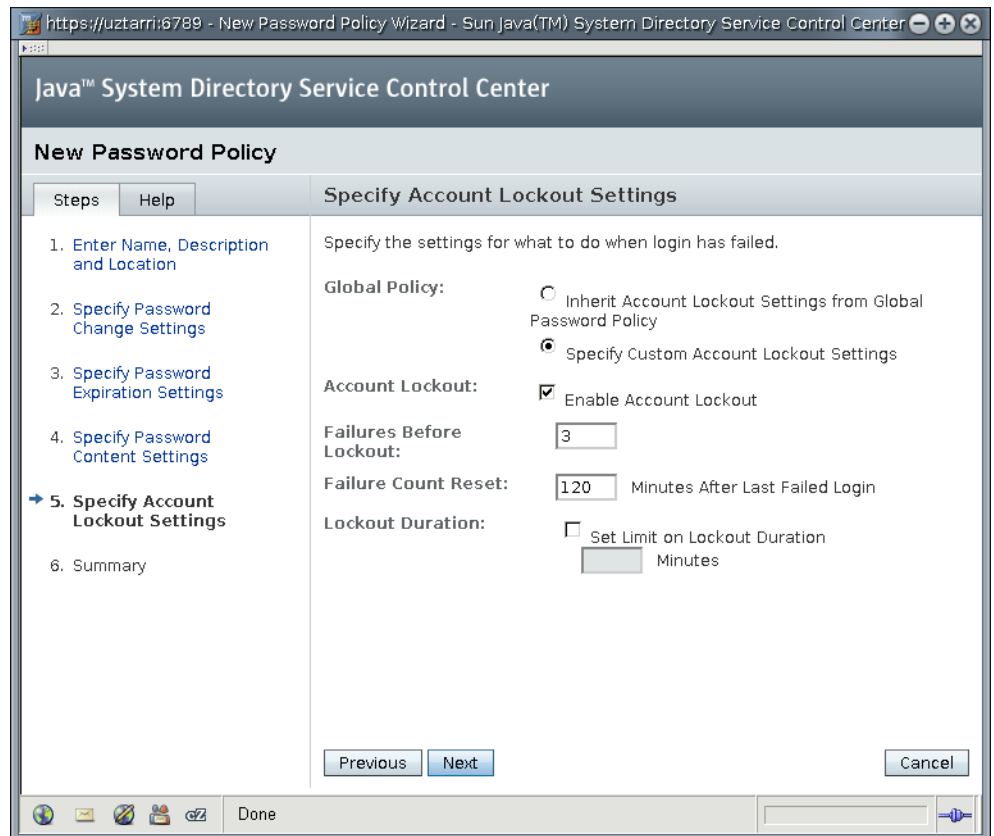 https://uztarri:6789 - New Password Policy Wizard - Sun Java(TM) System Directory Service Control Center
Java™ System Directory Service Control Center
New Password Policy
Steps
Help
1. Enter Name, Description
and Location
2. Specify Password
Change Settings
3. Specify Password
Expiration Settings
4. Specify Password
Content Settings
5. Specify Account
Lockout Settings
6. Summary
Specify Account Lockout Settings
Specify the settings for what to do when login has failed.
Global Policy:
Inherit Account Lockout Settings from Global
Password Policy
Specify Custom Account Lockout Settings
Account Lockout:
Enable Account Lockout
Failures Before
Lockout:
3
Failure Count Reset:
120 Minutes After Last Failed Login
Lockout Duration:
Set Limit on Lockout Duration
Minutes
Previous
Next
Cancel
Done